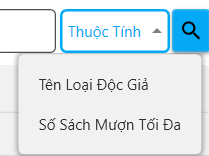 Thuộc Tính
Tên Loại Độc Giả
Số Sách Mượn Tối Đa